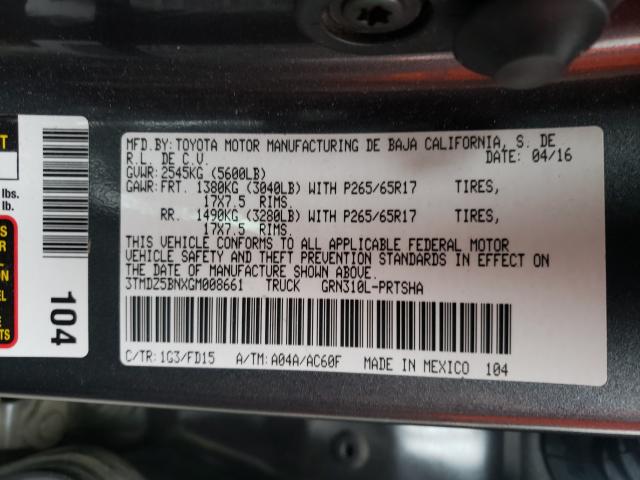 MFD.BY:TOYOTA MOTOR MANUFACTURING DE BAJA CALIFORNIA, S. DE
R.L. DE C.V. DATE: 04/16
GVWR:2545KG (5600LB)
GAWR:FRT. 1380KG (3040LB) WITH P265/65R17 TIRES,
17X7.5 RIMS.
RR. 1490KG (3280LB) WITH P265/65R17 TIRES,
17X7.5 RIMS.
THIS VEHICLE CONFORMS TO ALL APPLICABLE FEDERAL MOTOR
VEHICLE SAFETY AND THEFT PREVENTION STANDARDS IN EFFECT ON
THE DATE OF MANUFACTURE SHOWN ABOVE.
3TMDZ5BNXGM008661 TRUCK GRN310L-PRTSHA
C/TR:1G3/FD15 A/TM:A04A/AC60F MADE IN MEXICO 104
lbs.
lb.
104